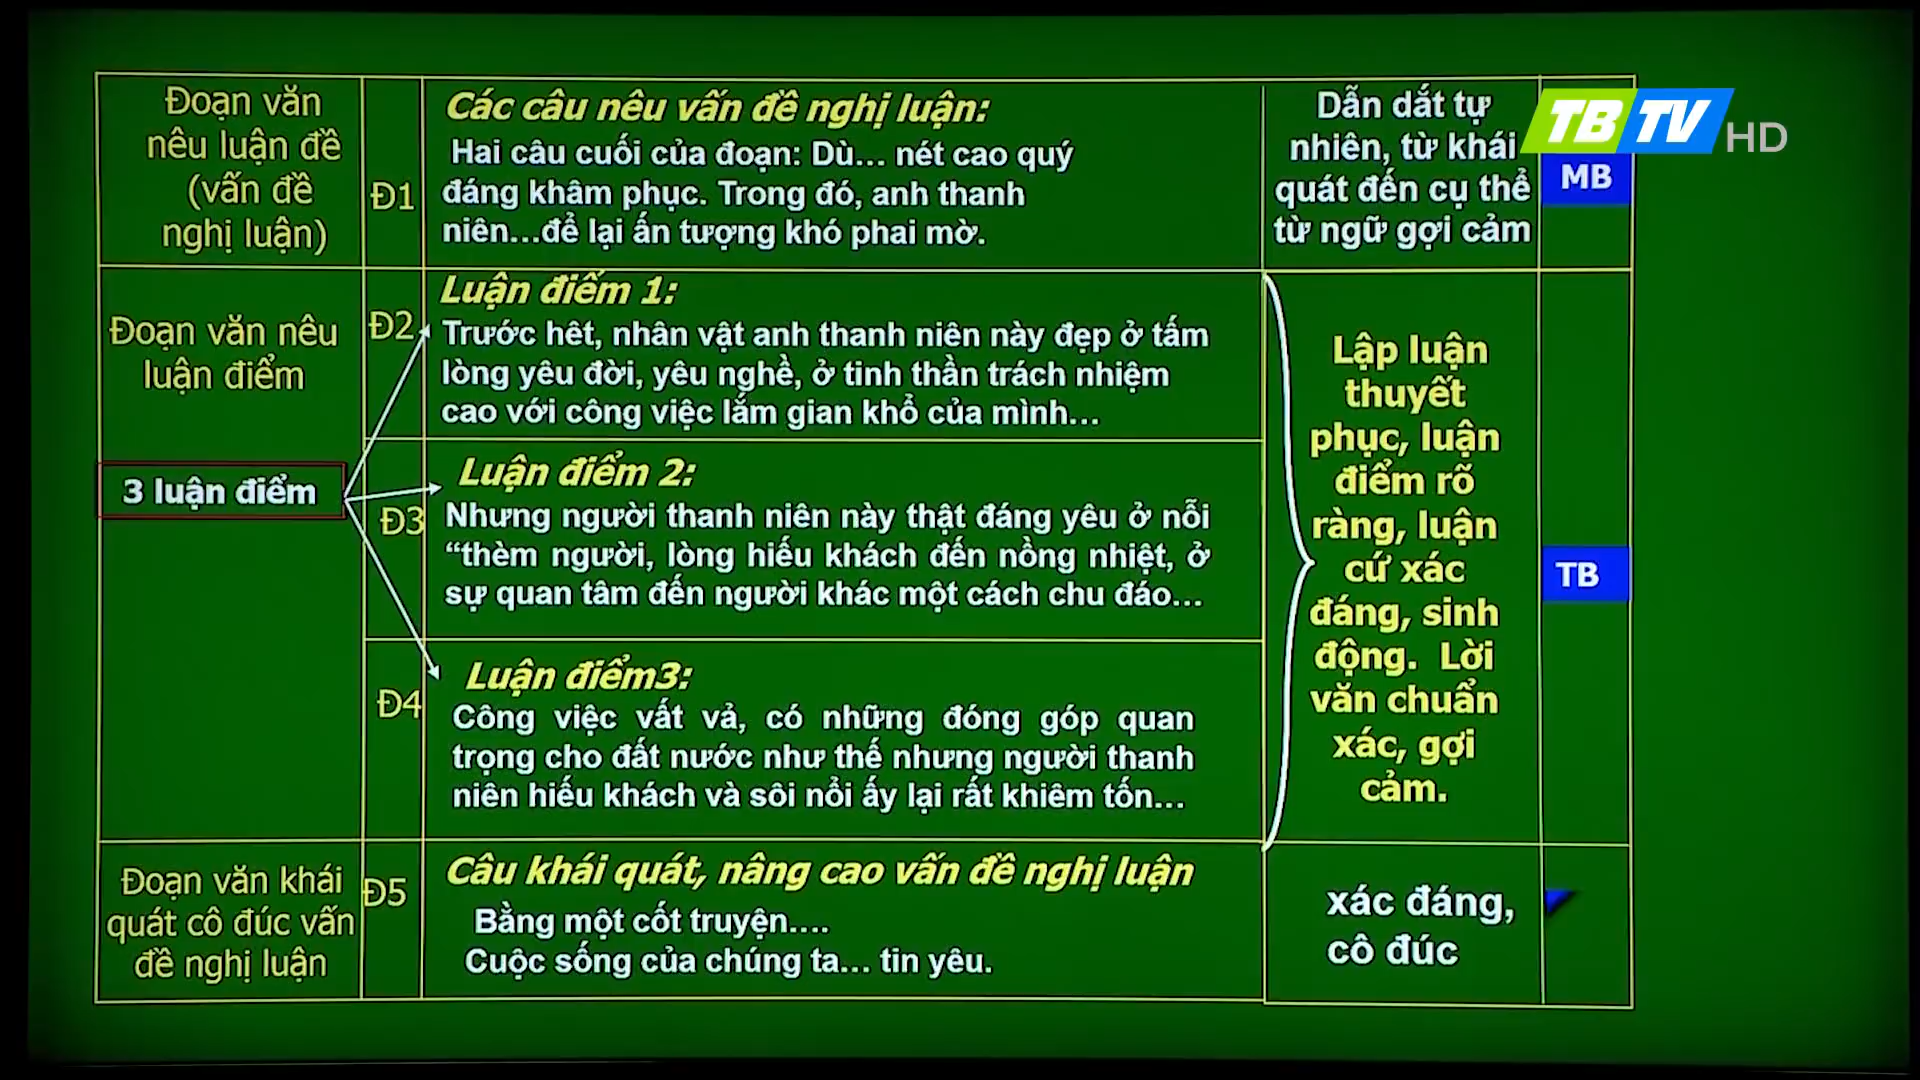 Đoạn văn
nêu luận đề
(vấn đề
nghị luận)
Đ1
Các câu nêu vấn đề nghị luận:
Hai câu cuối của đoạn: Dù... nét cao quý
đáng khâm phục. Trong đó, anh thanh
niên...để lại ấn tượng khó phai mờ.
Dẫn dắt tự
nhiên, từ khái
quát đến cụ thể
từ ngữ gợi cảm
TBTV HD
MB
Đoạn văn nêu
luận điểm
3 luận điểm
Đ2
Luận điểm 1:
Trước hêt, nhân vật anh thanh niên này đẹp ở tấm
lòng yêu đời, yêu nghề, ở tinh thần trách nhiệm
cao với công việc lắm gian khổ của mình...
Đ3
Luận điểm 2:
Nhưng người thanh niên này thật đáng yêu ở nỗi
“thèm người, lòng hiếu khách đến nồng nhiệt, ở
sự quan tâm đến người khác một cách chu đáo...
Đ4
Luận điểm3:
Công việc vất vả, có những đóng góp quan
trọng cho đất nước như thế nhưng người thanh
niên hiếu khách và sôi nổi ấy lại rất khiêm tốn...
Lập luận
thuyết
phục, luận
điểm rõ
ràng, luận
cứ xác
đáng, sinh
động. Lời
văn chuẩn
xác, gợi
cảm.
TB
Đoạn văn khái
quát cô đúc vấn
đề nghị luận
Đ5
Câu khái quát, nâng cao vấn đề nghị luận
Bằng một cốt truyện....
Cuộc sống của chúng ta... tin yêu.
xác đáng,
cô đúc